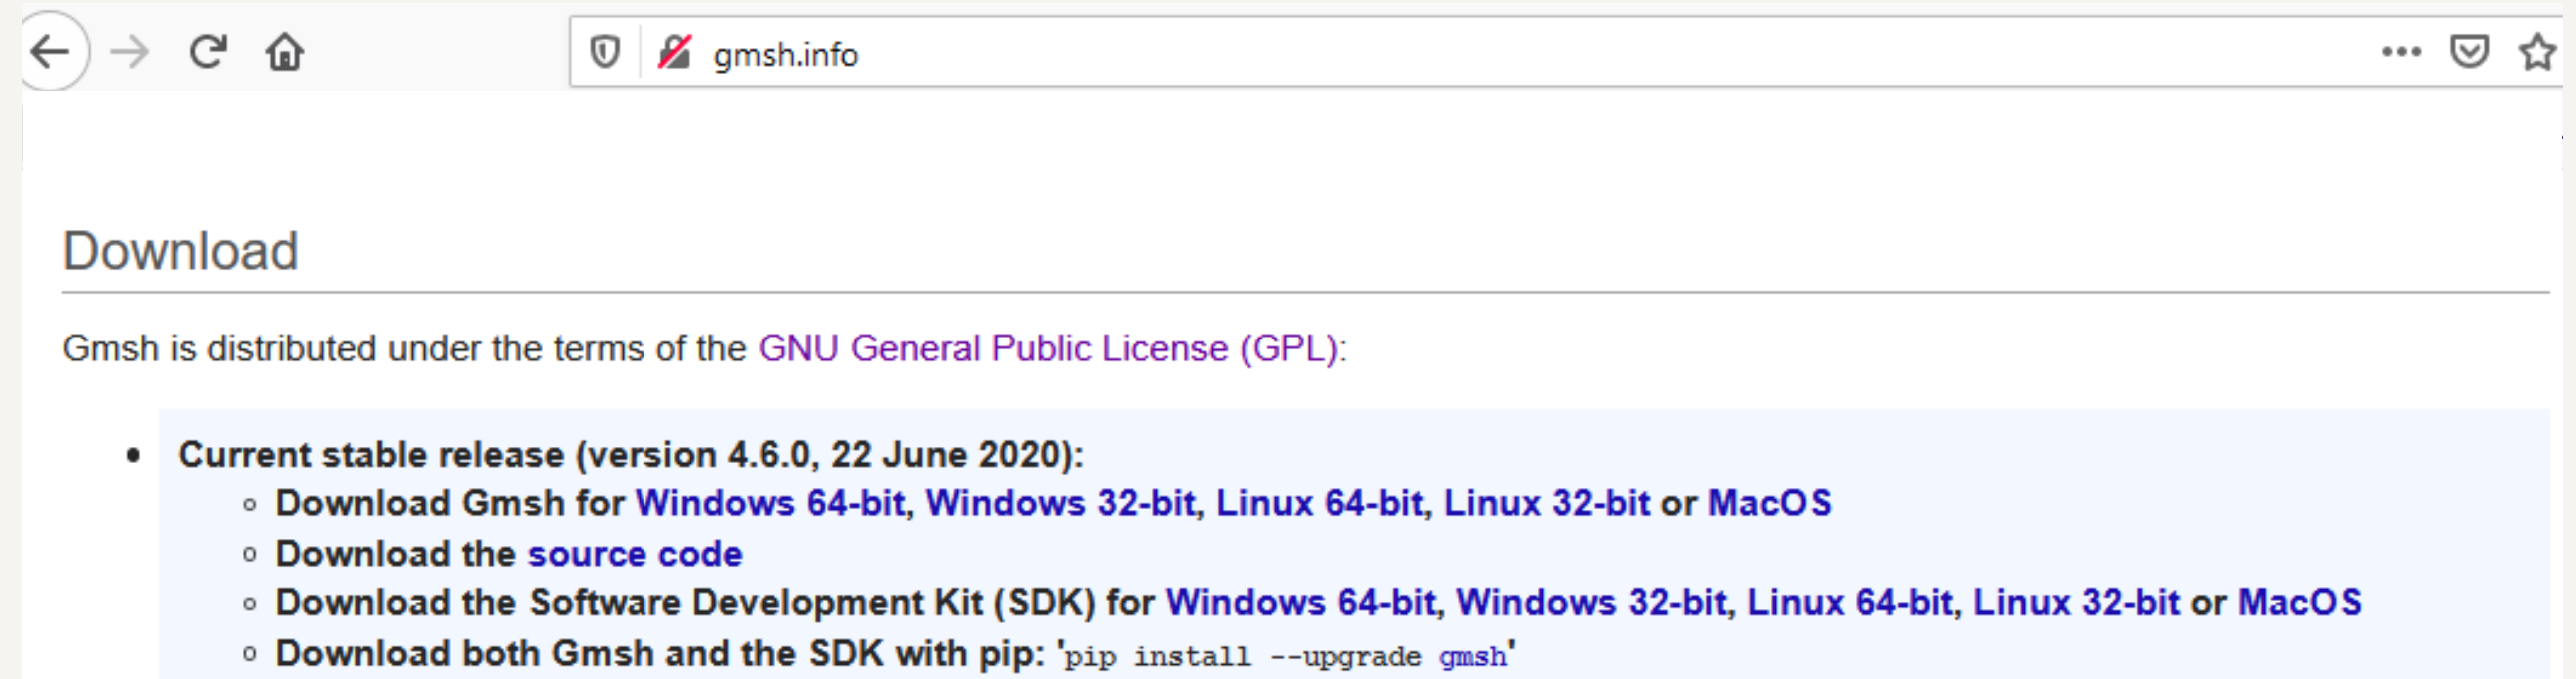 gmsh.info
Download
Gmsh is distributed under the terms of the GNU General Public License (GPL):
Current stable release (version 4.6.0, 22 June 2020):
Download Gmsh for Windows 64-bit, Windows 32-bit, Linux 64-bit, Linux 32-bit or MacOS
Download the source code
Download the Software Development Kit (SDK) for Windows 64-bit, Windows 32-bit, Linux 64-bit, Linux 32-bit or MacOS
Download both Gmsh and the SDK with pip: 'pip install --upgrade gmsh'